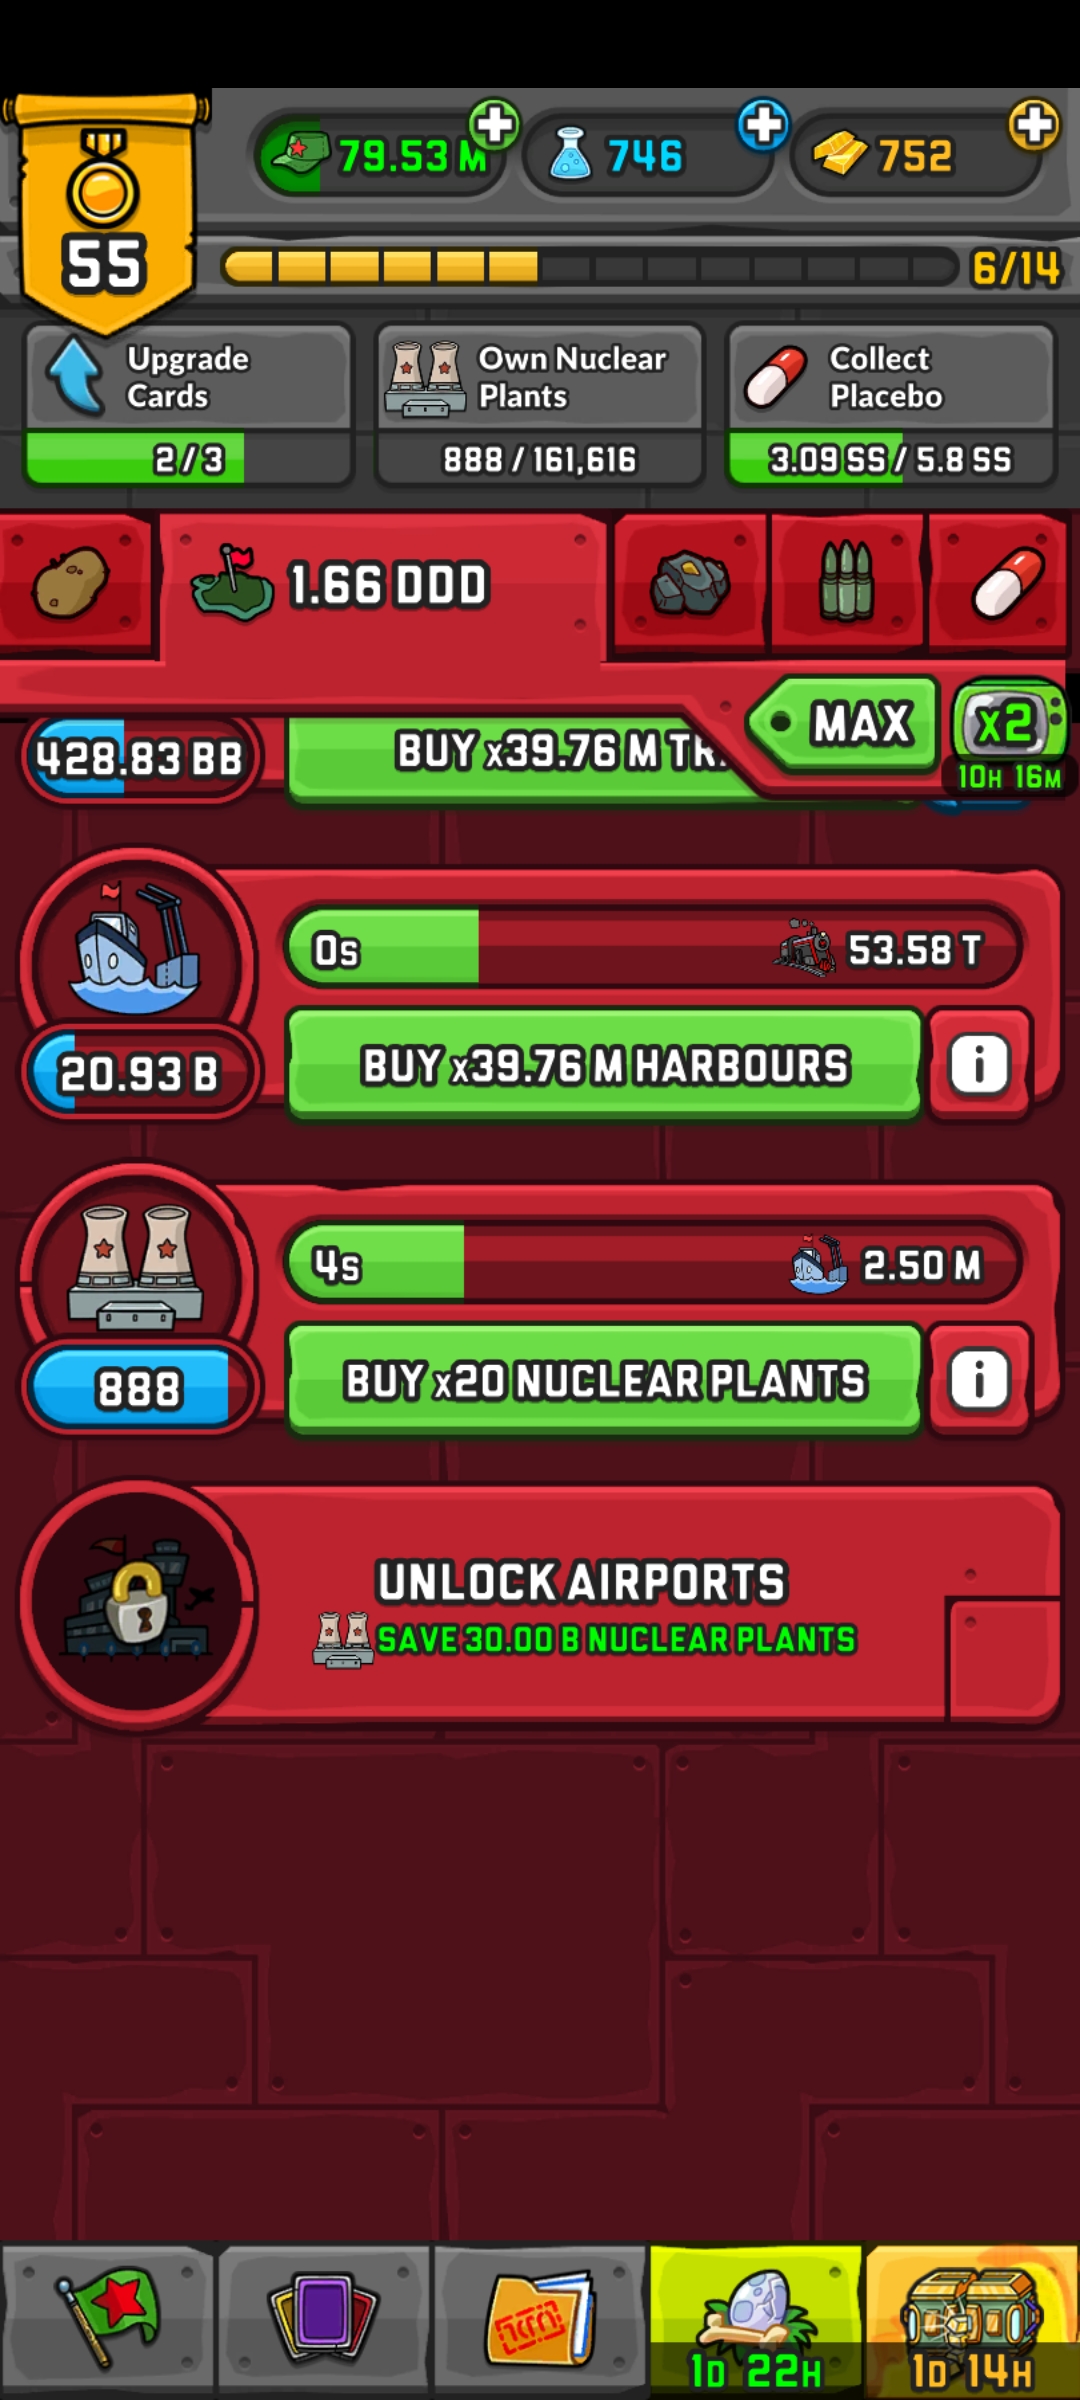 79.53 M
746
752
55
6/14
Upgrade
Cards
2 / 3
Own Nuclear
Plants
888 / 161,616
Collect
Placebo
3.09 SS / 5.8 SS
1.66 DDD
MAX
x2
10H 16M
428.83 BB
BUY x39.76 M
0s
53.58 T
20.93 B
BUY x39.76 M HARBOURS
i
4s
2.50 M
888
BUY x20 NUCLEAR PLANTS
i
UNLOCK AIRPORTS
SAVE 30.00 B NUCLEAR PLANTS
1D 22H
1D 14H